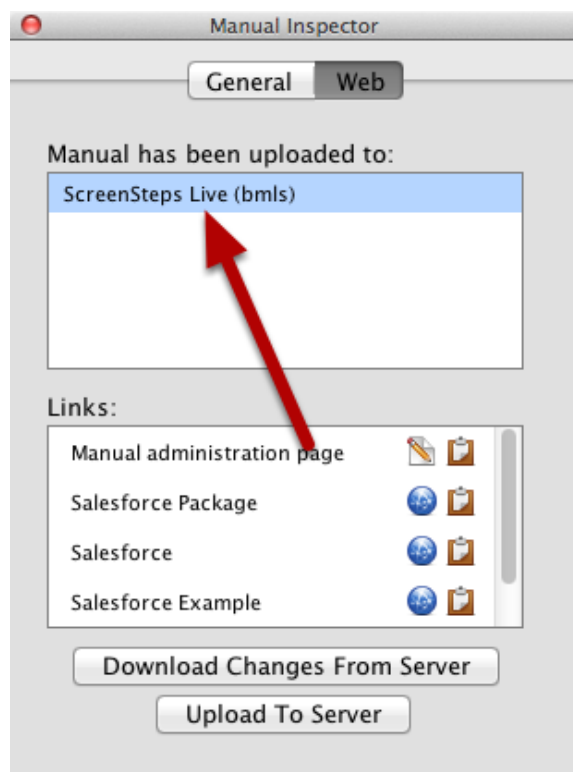 Manual Inspector
General Web
Manual has been uploaded to:
ScreenSteps Live (bmls)
Links:
Manual administration page
Salesforce Package
Salesforce
Salesforce Example
Download Changes From Server
Upload To Server